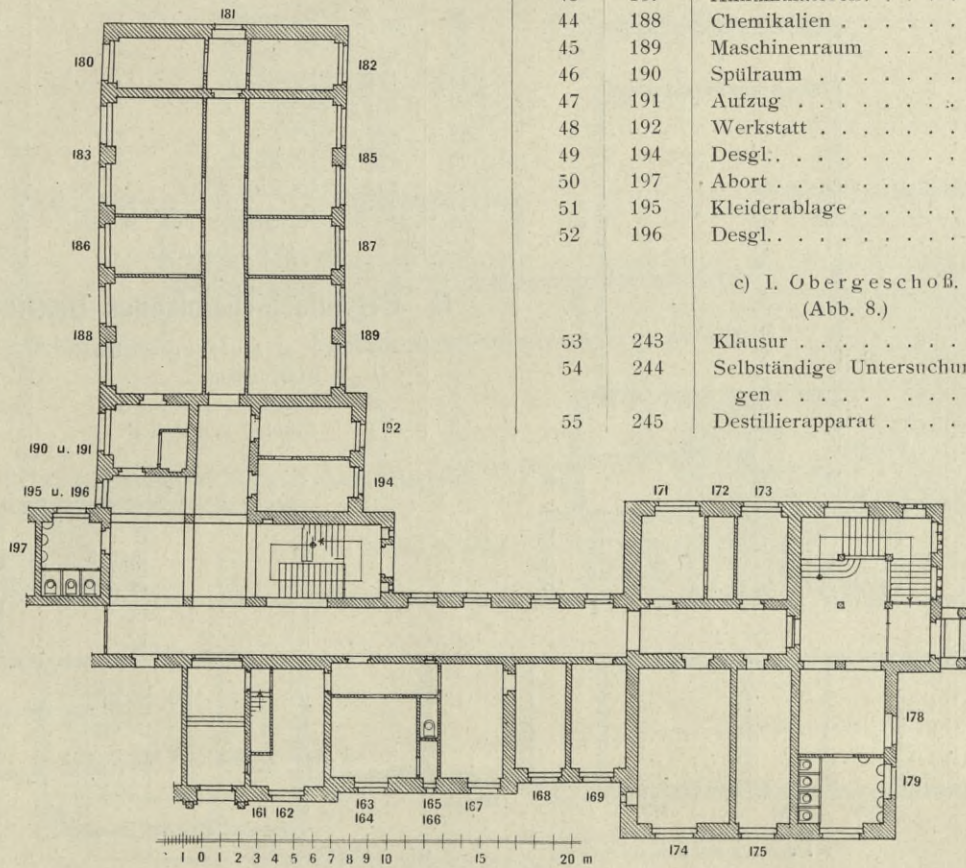 44 188 Chemikalien . . . . . .
45 189 Maschinenraum . . . . .
46 190 Spülraum . . . . . . .
47 191 Aufzug . . . . . . . .
48 192 Werkstatt . . . . . . .
49 194 Desgl. . . . . . . . .
50 197 Abort . . . . . . . . .
51 195 Kleiderablage . . . . .
52 196 Desgl. . . . . . . . .
c) I. Obergeschoß.
(Abb. 8.)
53 243 Klausur . . . . . . . .
54 244 Selbständige Untersuchun
gen . . . . . . . . .
55 245 Destillierapparat . . . .
181
180
182
183
185
186
187
188
189
190 u. 191
192
195 u. 196
194
197
171 172 173
178
179
161 162
163
164
165
166
167
168
169
174
175
1 0 1 2 3 4 5 6 7 8 9 10 15 20 m